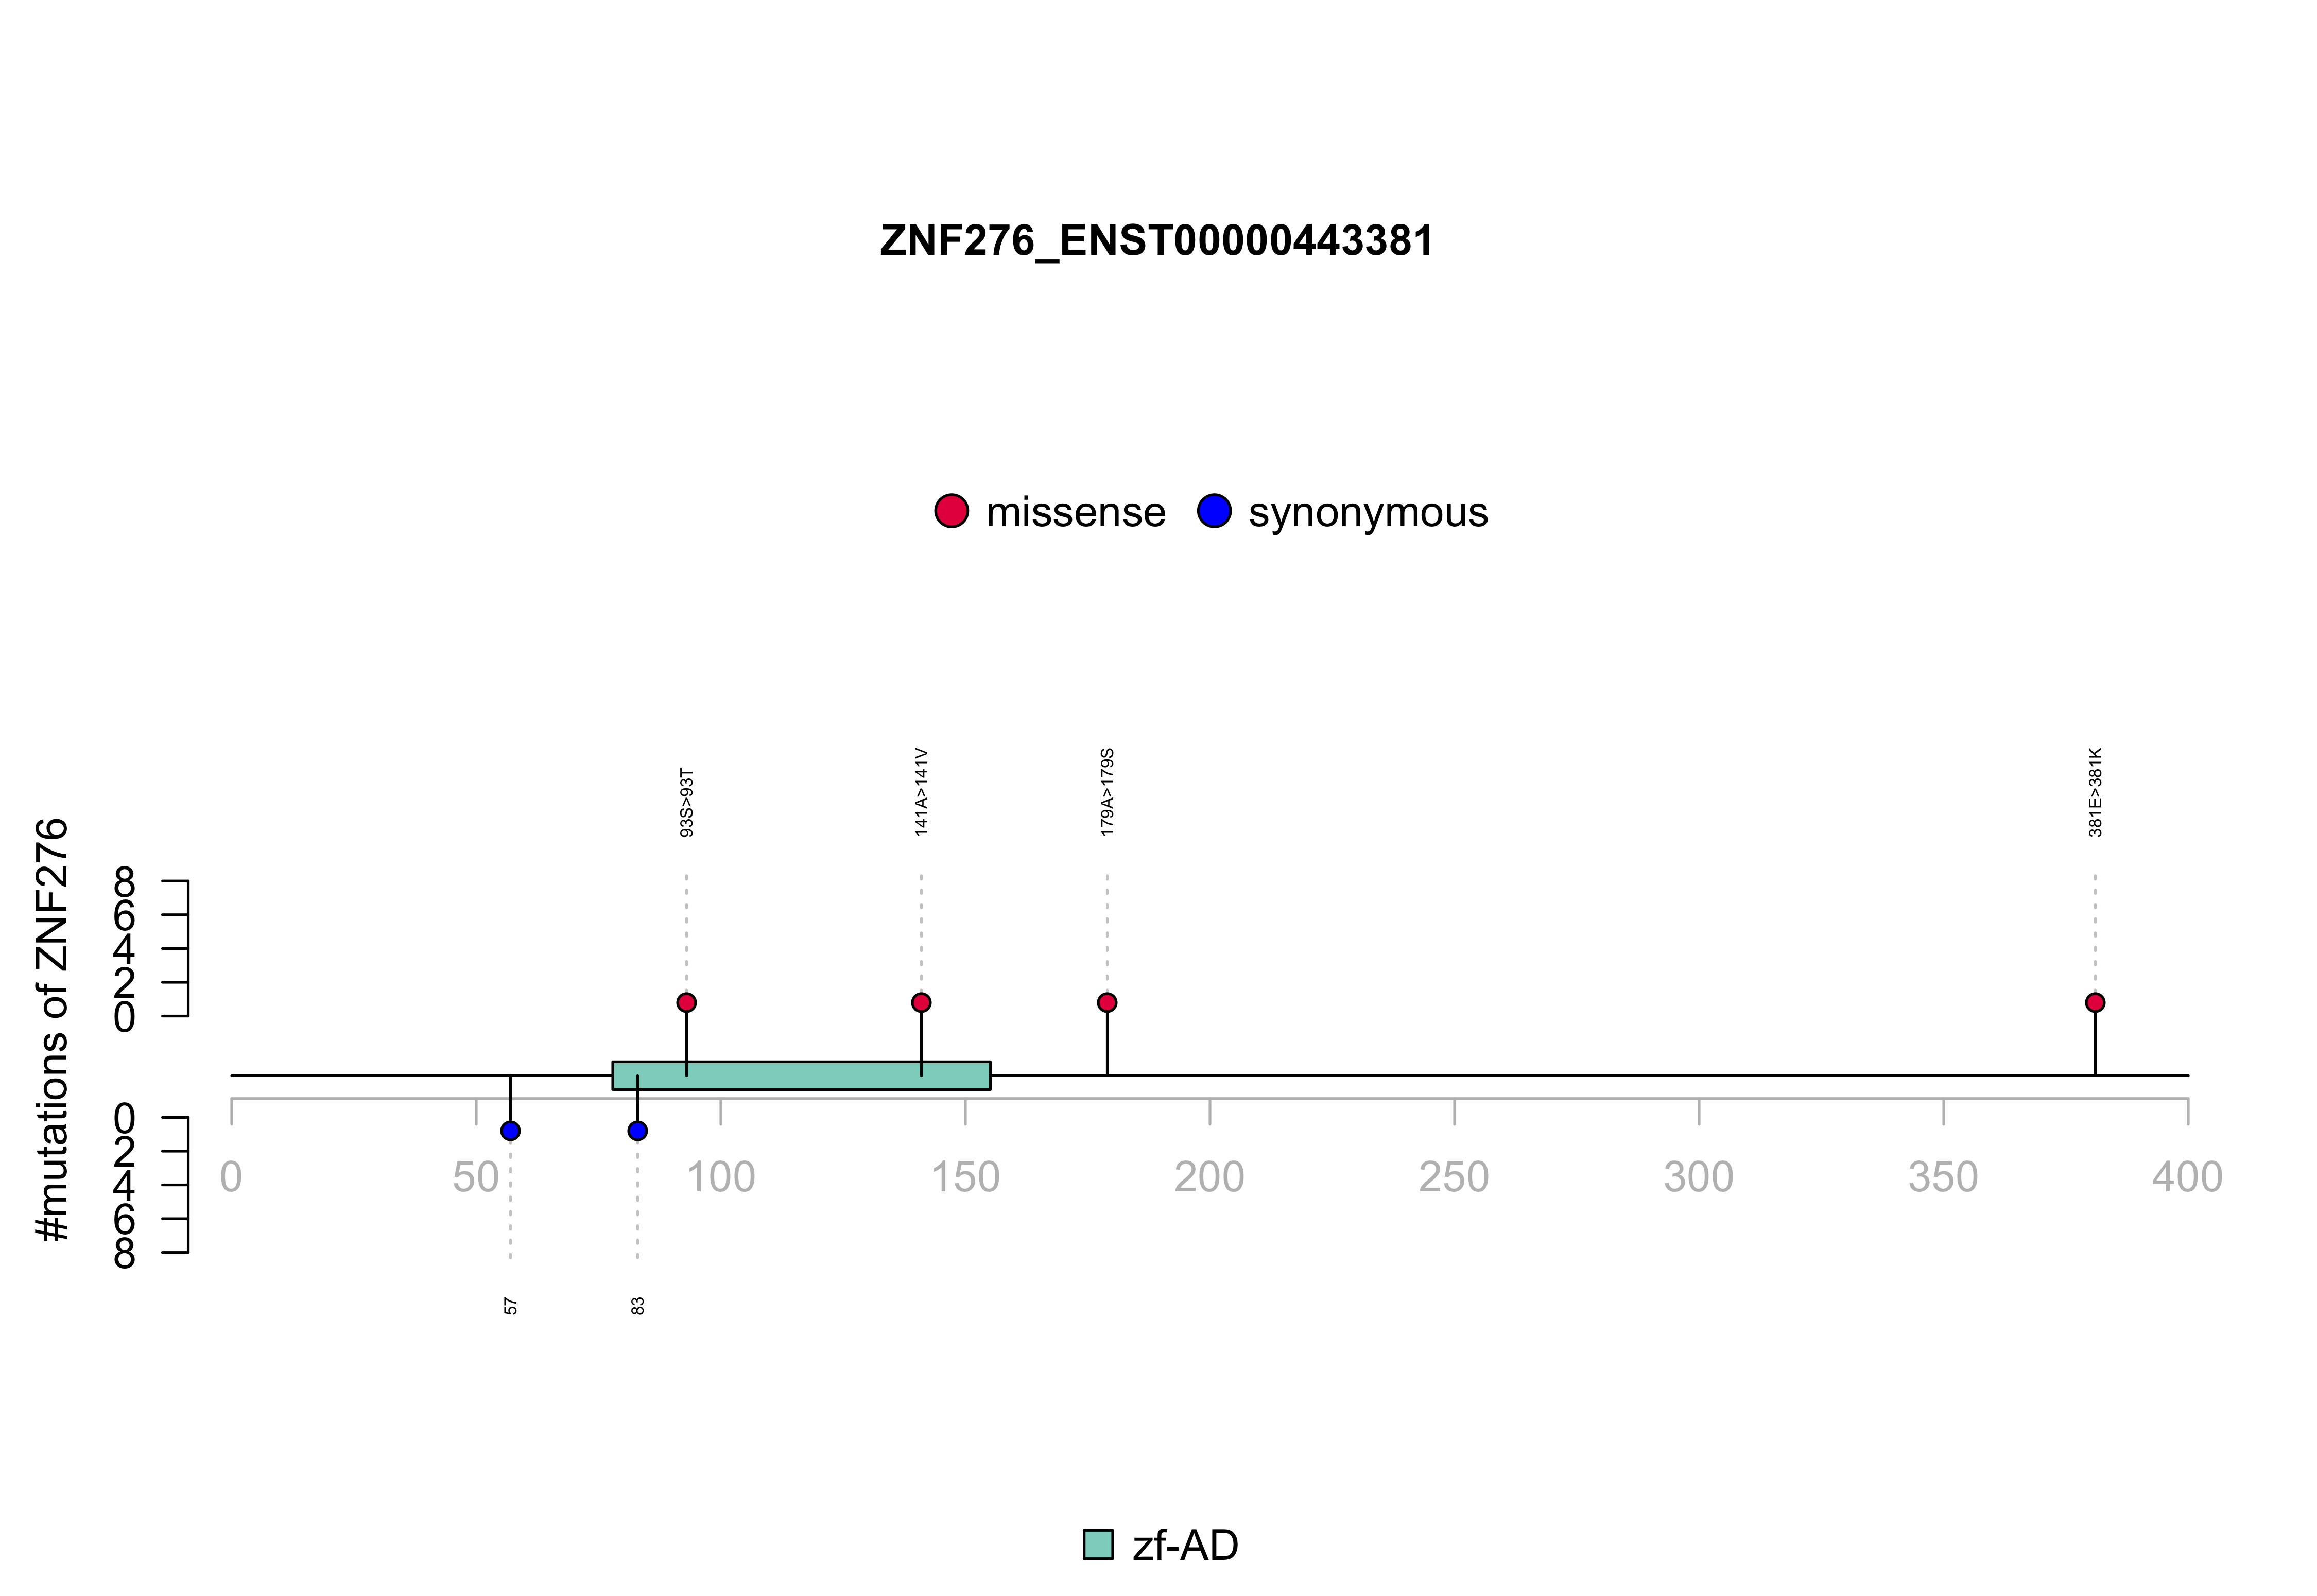 ZNF276_ENST00000443381
missense synonymous
93S>93T
141A>141V
179A>179S
381E>381K
#mutations of ZNF276
8
6
4
2
0
0
2
4
6
8
0 50 100 150 200 250 300 350 400
57
83
zf-AD